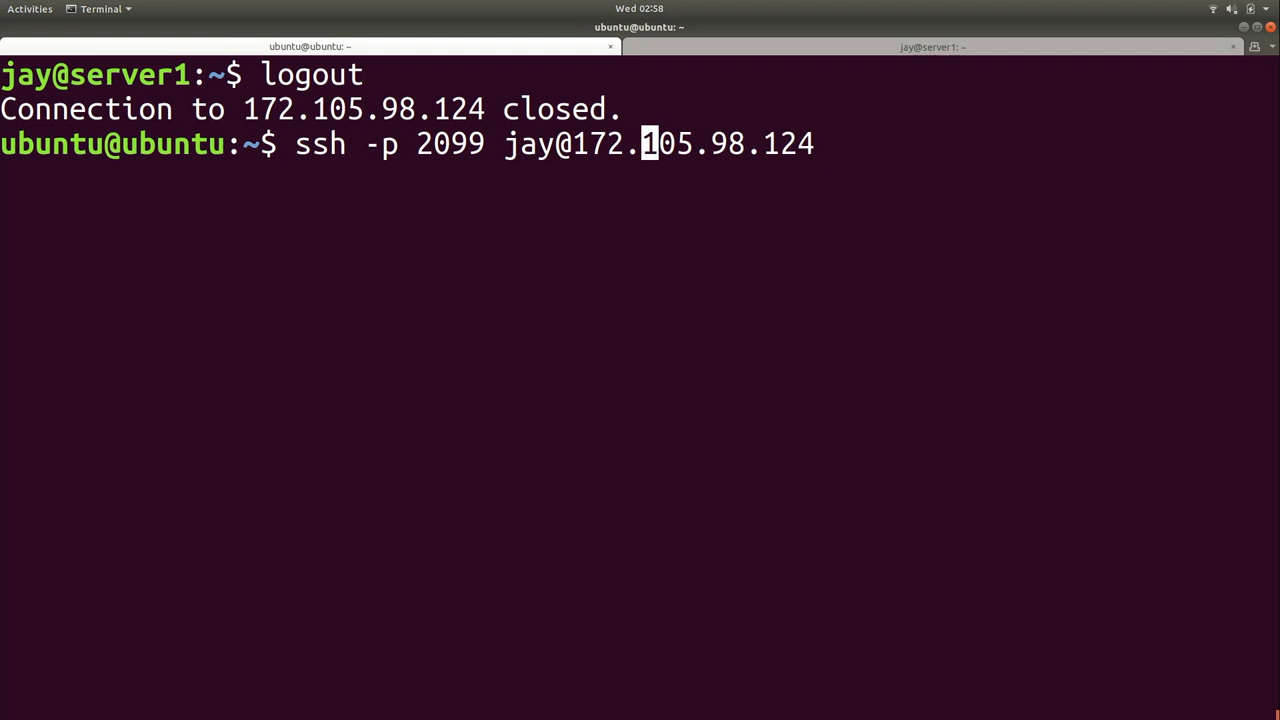 Activities Terminal Wed 02:58
ubuntu@ubuntu: ~
ubuntu@ubuntu: ~ × jay@server1: ~ ×
jay@server1:~$ logout
Connection to 172.105.98.124 closed.
ubuntu@ubuntu:~$ ssh -p 2099 jay@172.105.98.124